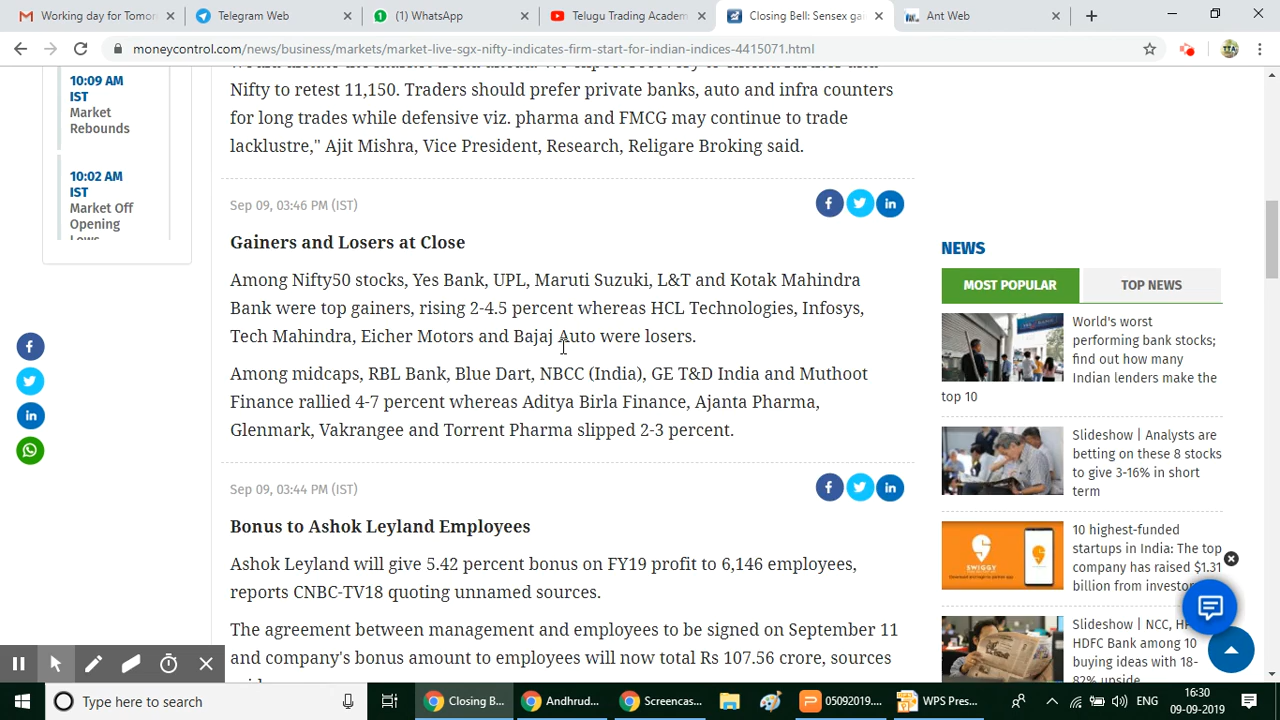 Working day for Tomor
Telegram Web
(1) WhatsApp
Telugu Trading Academ
Closing Bell: Sensex ga
Ant Web
moneycontrol.com/news/business/markets/market-live-sgx-nifty-indicates-firm-start-for-indian-indices-4415071.html
10:09 AM
IST
Market
Rebounds
10:02 AM
IST
Market Off
Opening
Lows
Nifty to retest 11,150. Traders should prefer private banks, auto and infra counters
for long trades while defensive viz. pharma and FMCG may continue to trade
lacklustre," Ajit Mishra, Vice President, Research, Religare Broking said.
Sep 09, 03:46 PM (IST)
Gainers and Losers at Close
Among Nifty50 stocks, Yes Bank, UPL, Maruti Suzuki, L&T and Kotak Mahindra
Bank were top gainers, rising 2-4.5 percent whereas HCL Technologies, Infosys,
Tech Mahindra, Eicher Motors and Bajaj Auto were losers.
Among midcaps, RBL Bank, Blue Dart, NBCC (India), GE T&D India and Muthoot
Finance rallied 4-7 percent whereas Aditya Birla Finance, Ajanta Pharma,
Glenmark, Vakrangee and Torrent Pharma slipped 2-3 percent.
Sep 09, 03:44 PM (IST)
Bonus to Ashok Leyland Employees
Ashok Leyland will give 5.42 percent bonus on FY19 profit to 6,146 employees,
reports CNBC-TV18 quoting unnamed sources.
The agreement between management and employees to be signed on September 11
and company's bonus amount to employees will now total Rs 107.56 crore, sources
NEWS
MOST POPULAR
TOP NEWS
World's worst
performing bank stocks;
find out how many
Indian lenders make the
top 10
Slideshow | Analysts are
betting on these 8 stocks
to give 3-16% in short
term
10 highest-funded
startups in India: The top
company has raised $1.31
billion from investor
SWIGGY
Slideshow | NCC, H
HDFC Bank among 10
buying ideas with 18-
82% upside
Type here to search
Closing B...
Andhrud...
Screencas...
05092019....
WPS Pres...
ENG
16:30
09-09-2019